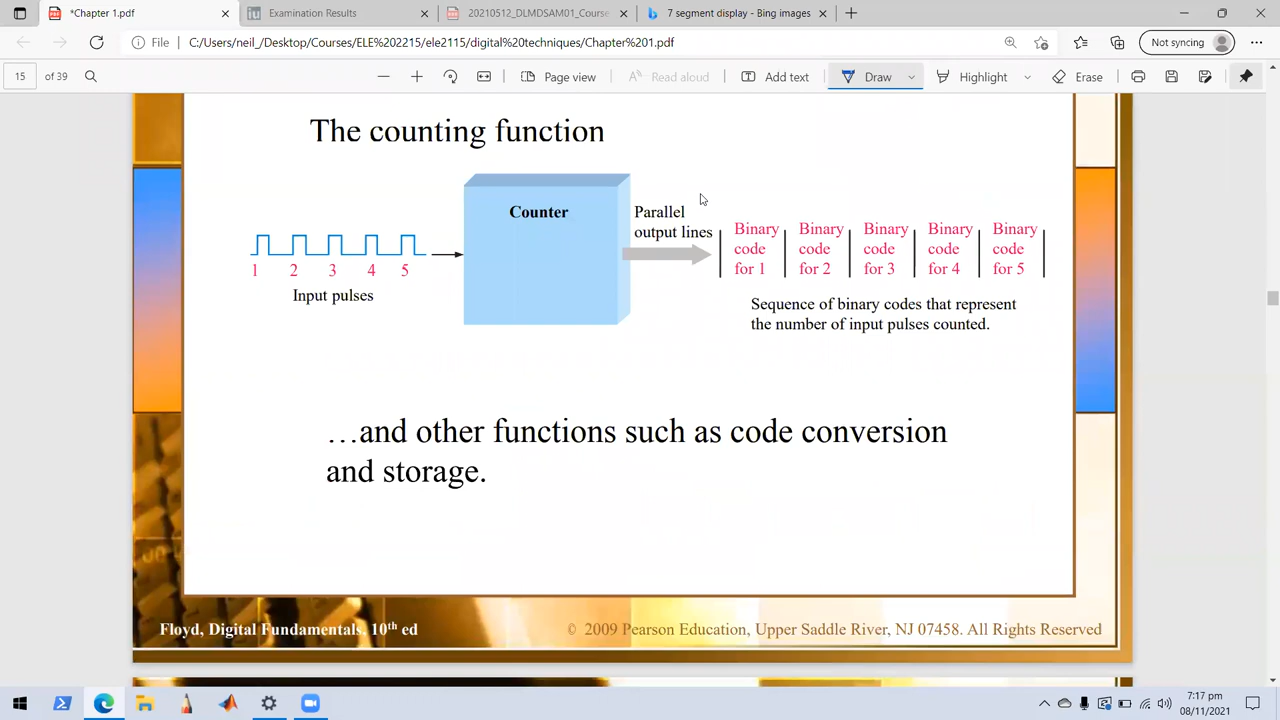 *Chapter 1.pdf
Examination Results
20210512_DLMDSAM01_Course
7 segment display - Bing images
File
C:/Users/neil_/Desktop/Courses/ELE%202215/ele2115/digital%20techniques/Chapter%201.pdf
Not syncing
15 of 39
Page view
Read aloud
Add text
Draw
Highlight
Erase
The counting function
Counter
Parallel
output lines
Binary code for 1
Binary code for 2
Binary code for 3
Binary code for 4
Binary code for 5
1 2 3 4 5
Input pulses
Sequence of binary codes that represent
the number of input pulses counted.
…and other functions such as code conversion
and storage.
Floyd, Digital Fundamentals, 10th ed
© 2009 Pearson Education, Upper Saddle River, NJ 07458. All Rights Reserved
7:17 pm
08/11/2021